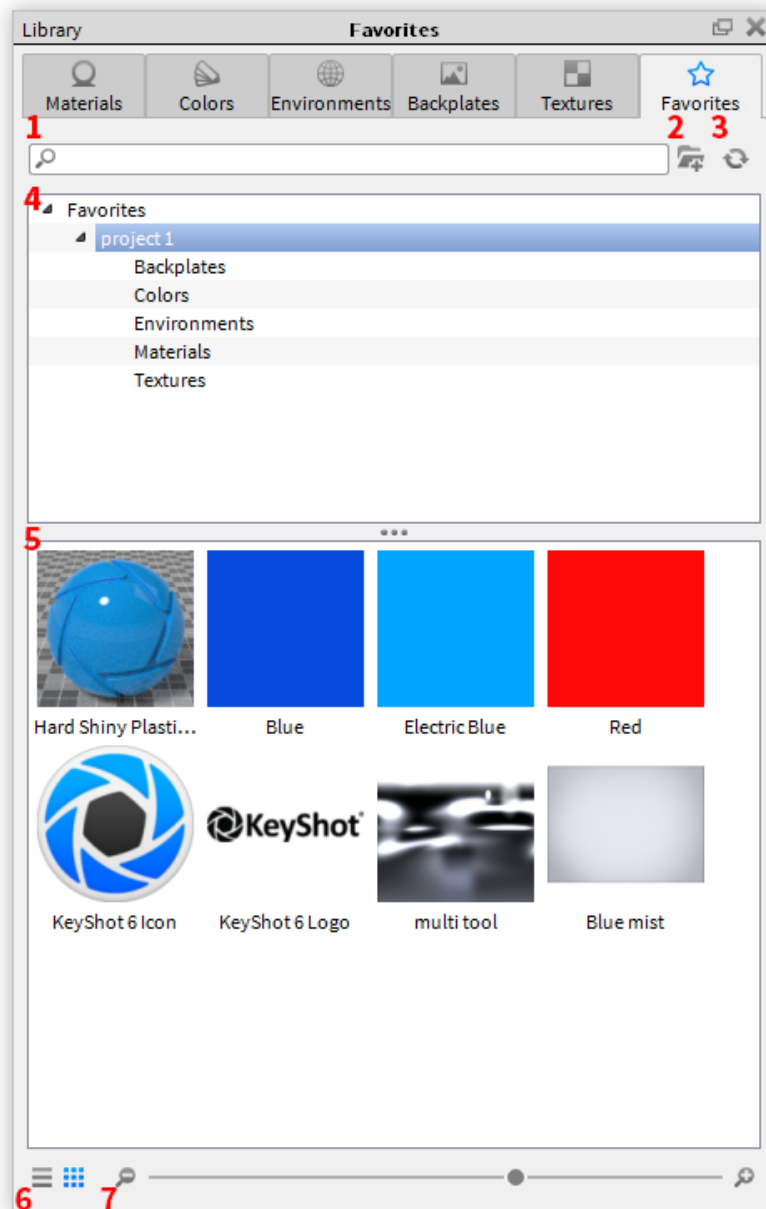 Library Favorites
Materials Colors Environments Backplates Textures Favorites
1 2 3
4 Favorites
project 1
Backplates
Colors
Environments
Materials
Textures
5
Hard Shiny Plasti... Blue Electric Blue Red
KeyShot
KeyShot 6 Icon KeyShot 6 Logo multi tool Blue mist
6 7